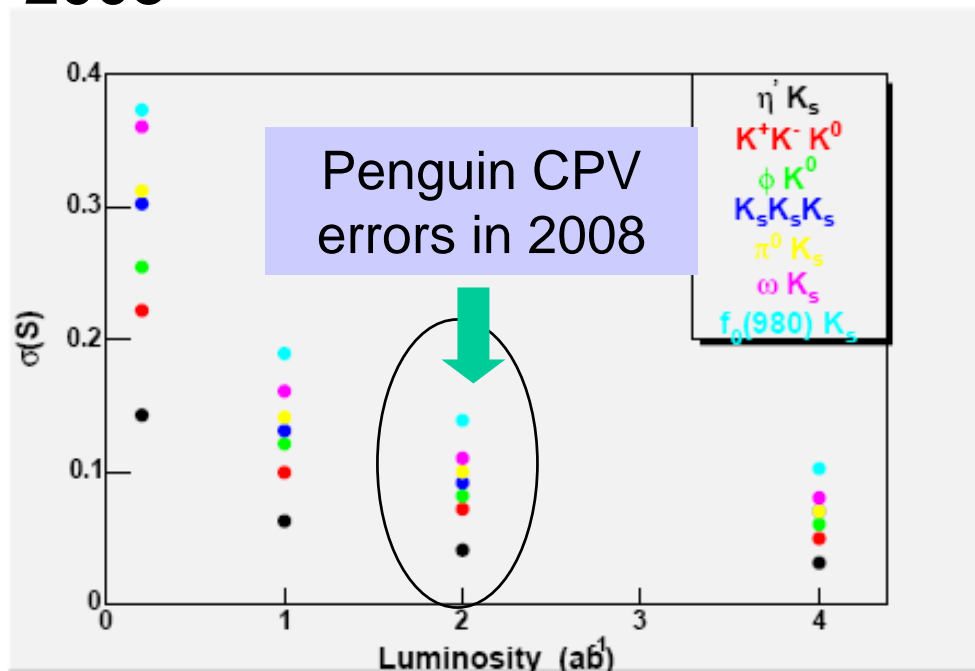 0.4
0.3
0.2
0.1
0
σ(S)
Penguin CPV
errors in 2008
η' Ks
K+K- K0
ϕ K0
KsKsKs
π0 Ks
ω Ks
f0(980) Ks
0 1 2 3 4
Luminosity (ab-1)